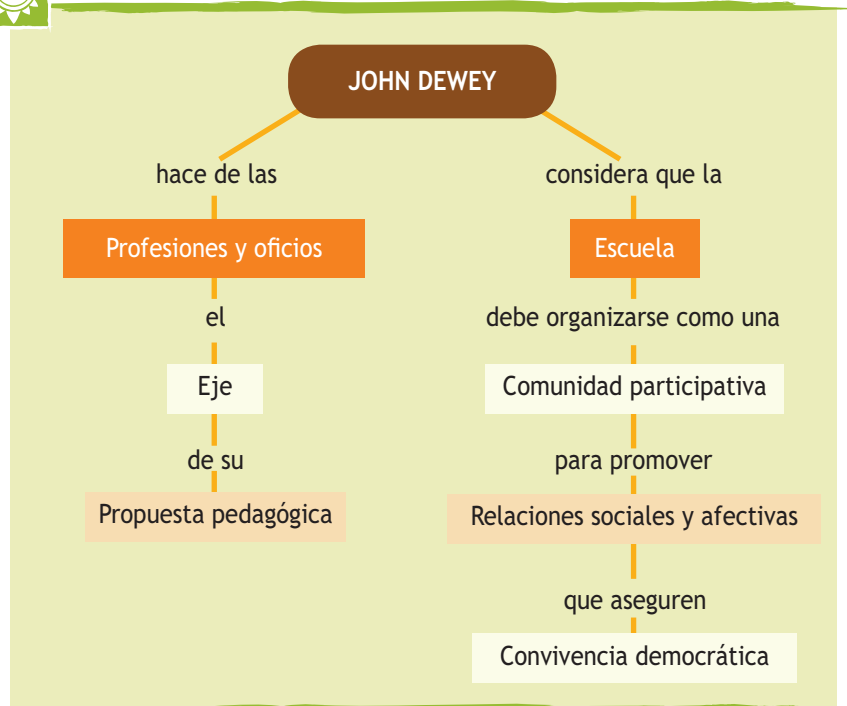 JOHN DEWEY
hace de las
Profesiones y oficios
el
Eje
de su
Propuesta pedagógica
considera que la
Escuela
debe organizarse como una
Comunidad participativa
para promover
Relaciones sociales y afectivas
que aseguren
Convivencia democrática